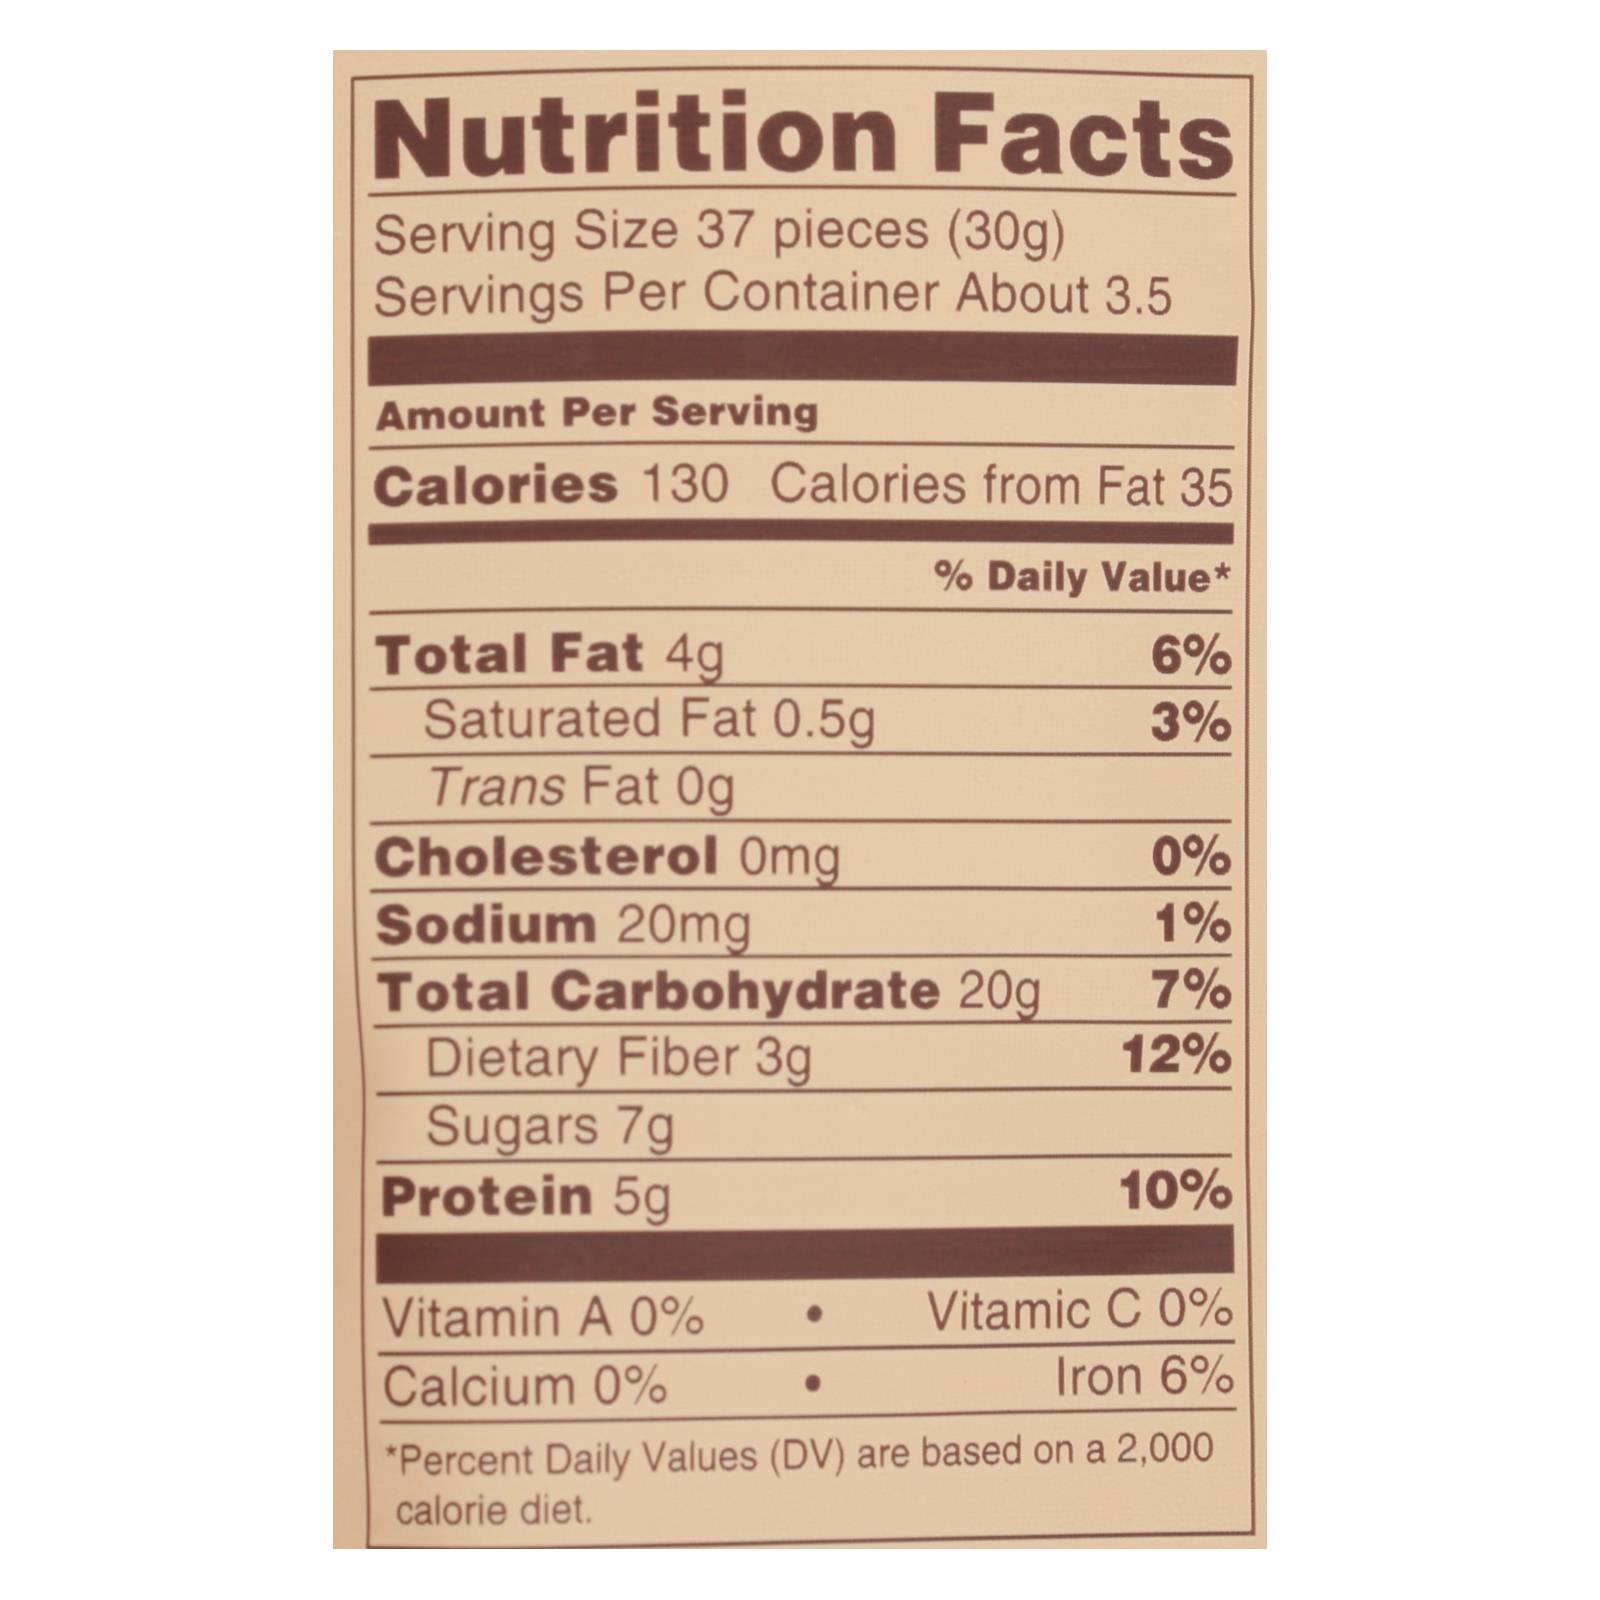 Nutrition Facts
Serving Size 37 pieces (30g)
Servings Per Container About 3.5
Amount Per Serving
Calories 130 Calories from Fat 35
% Daily Value*
Total Fat 4g 6%
Saturated Fat 0.5g 3%
Trans Fat 0g
Cholesterol 0mg 0%
Sodium 20mg 1%
Total Carbohydrate 20g 7%
Dietary Fiber 3g 12%
Sugars 7g
Protein 5g 10%
Vitamin A 0% • Vitamic C 0%
Calcium 0% • Iron 6%
*Percent Daily Values (DV) are based on a 2,000
calorie diet.